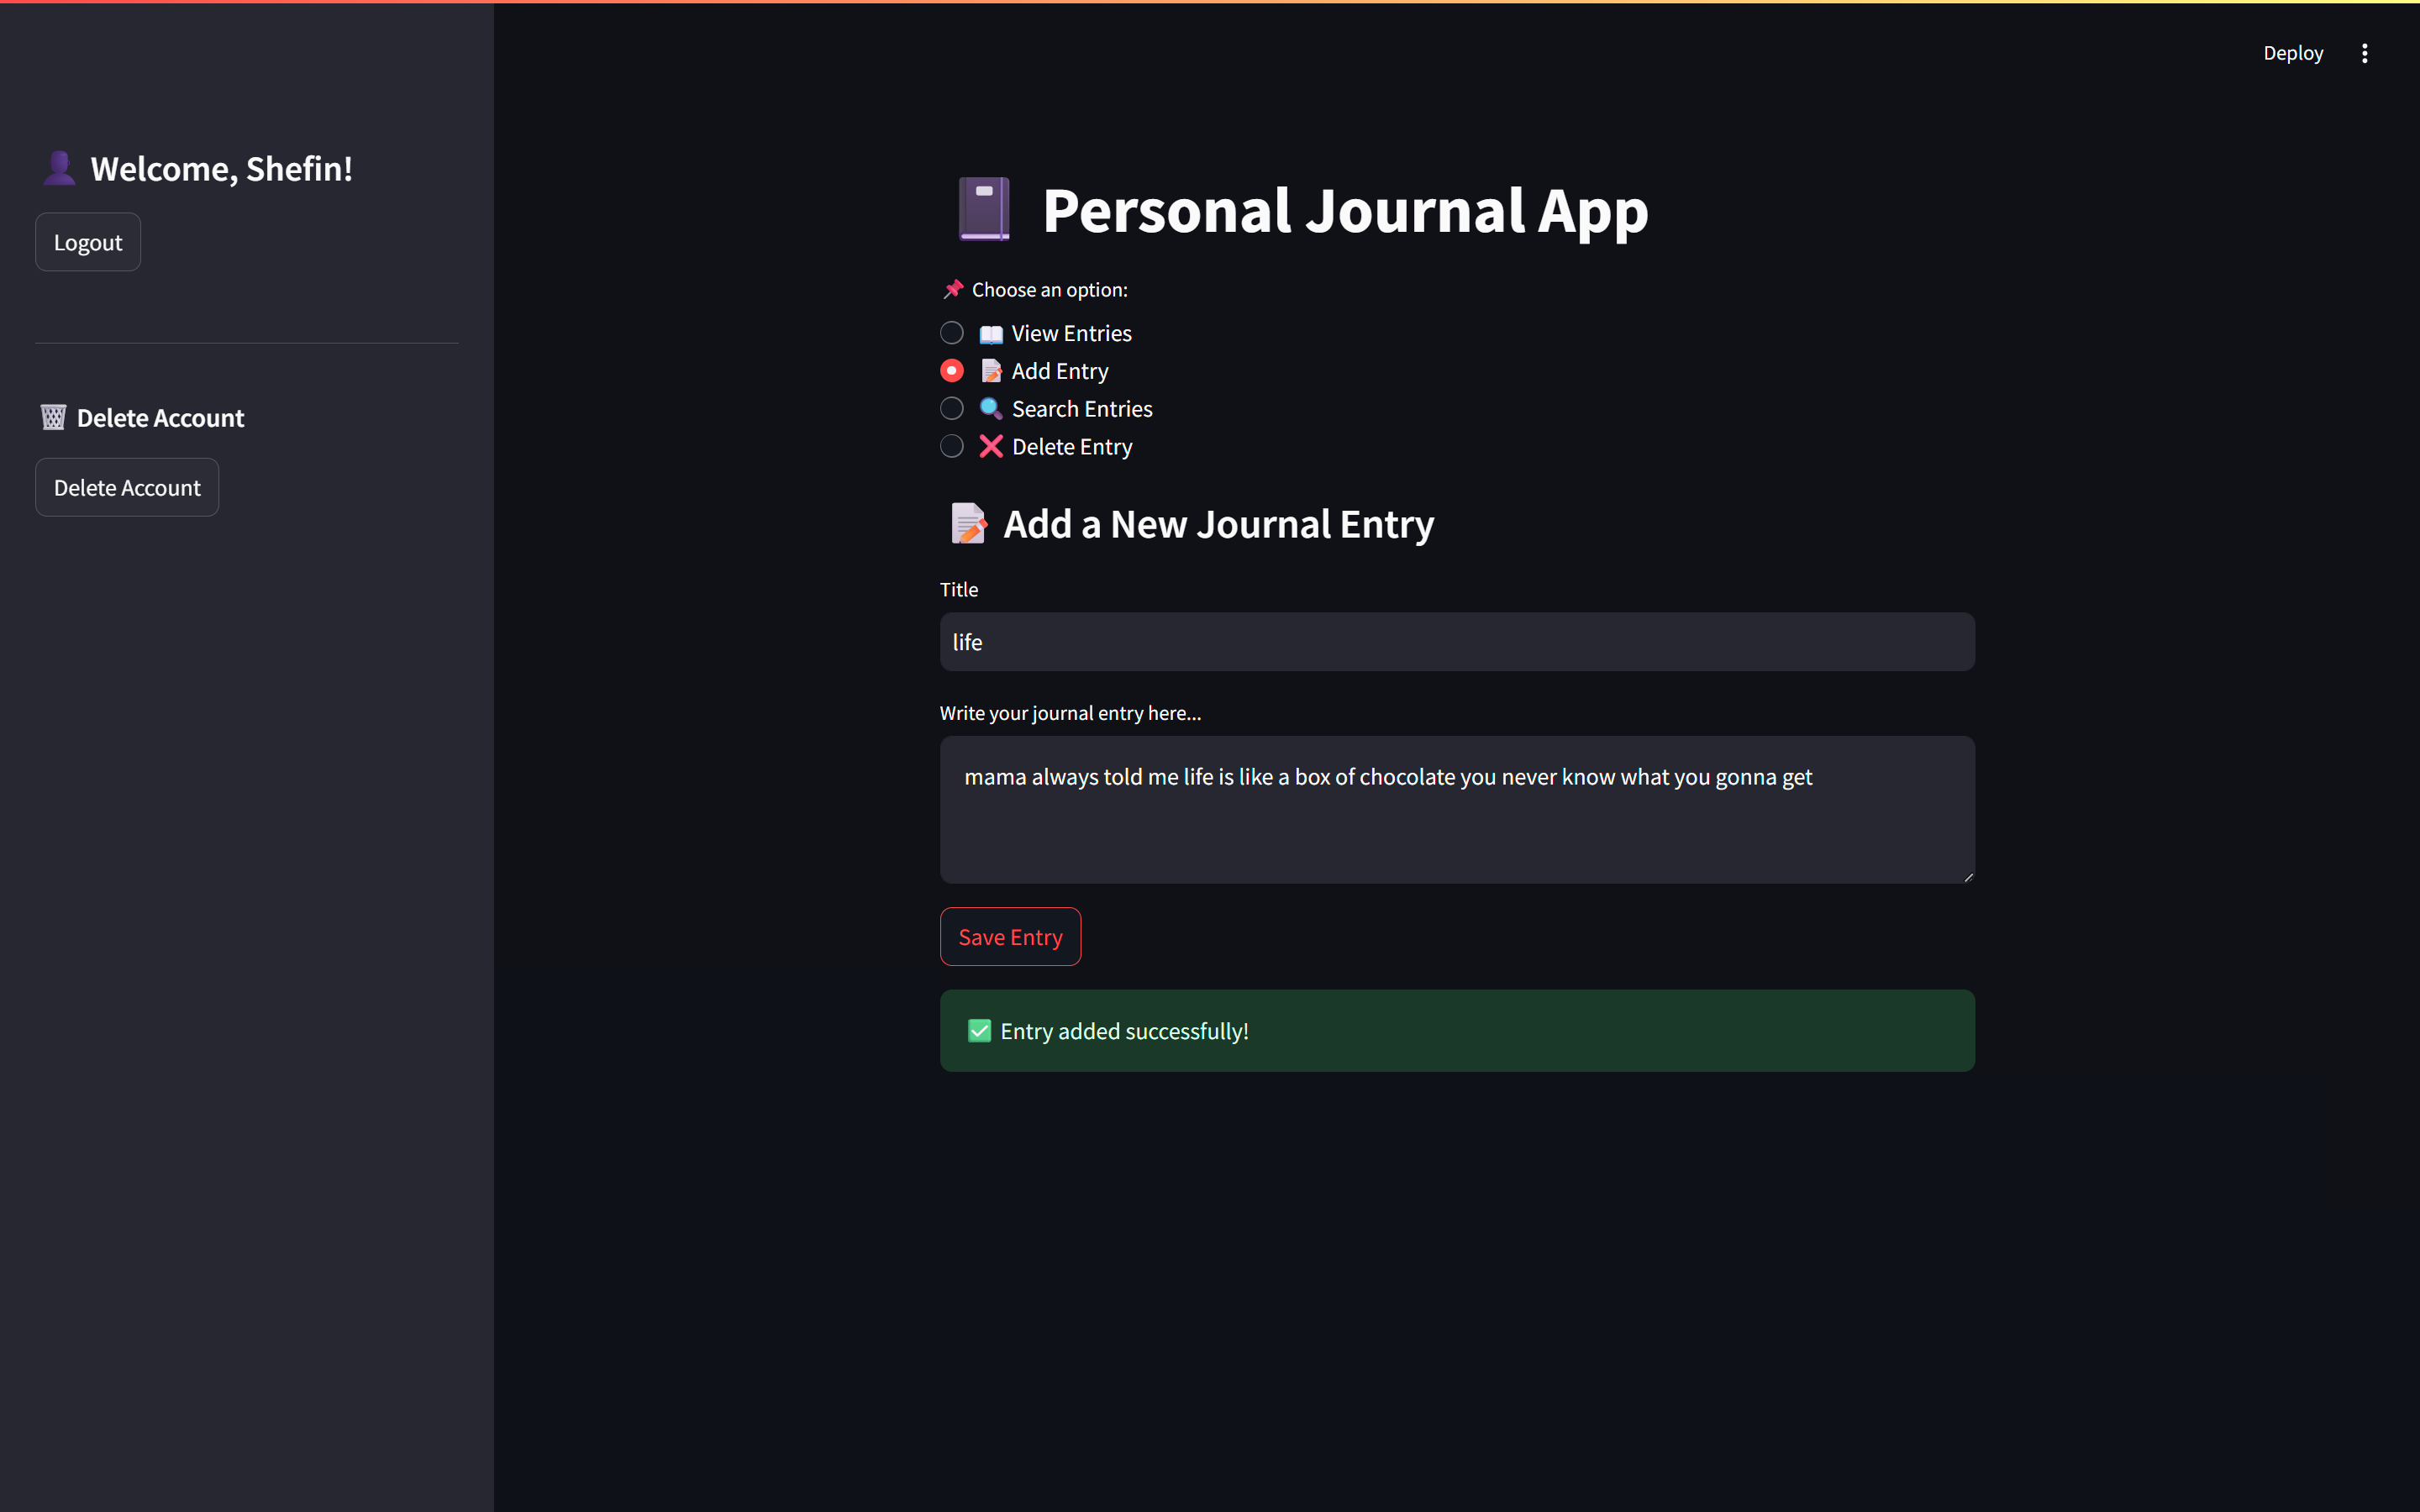 Deploy
Welcome, Shefin!
Logout
Delete Account
Delete Account
Personal Journal App
Choose an option:
View Entries
Add Entry
Search Entries
Delete Entry
Add a New Journal Entry
Title
life
Write your journal entry here...
mama always told me life is like a box of chocolate you never know what you gonna get
Save Entry
Entry added successfully!